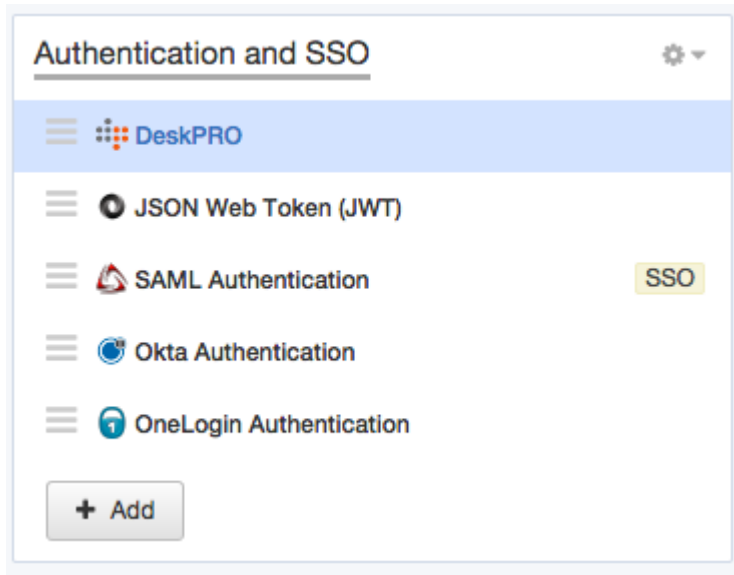 Authentication and SSO
DeskPRO
JSON Web Token (JWT)
SAML Authentication SSO
Okta Authentication
OneLogin Authentication
+ Add